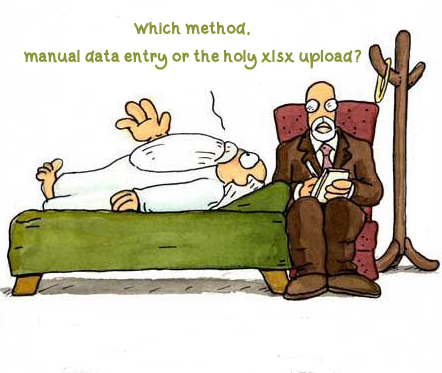 Which method,
manual data entry or the holy xlsx upload?